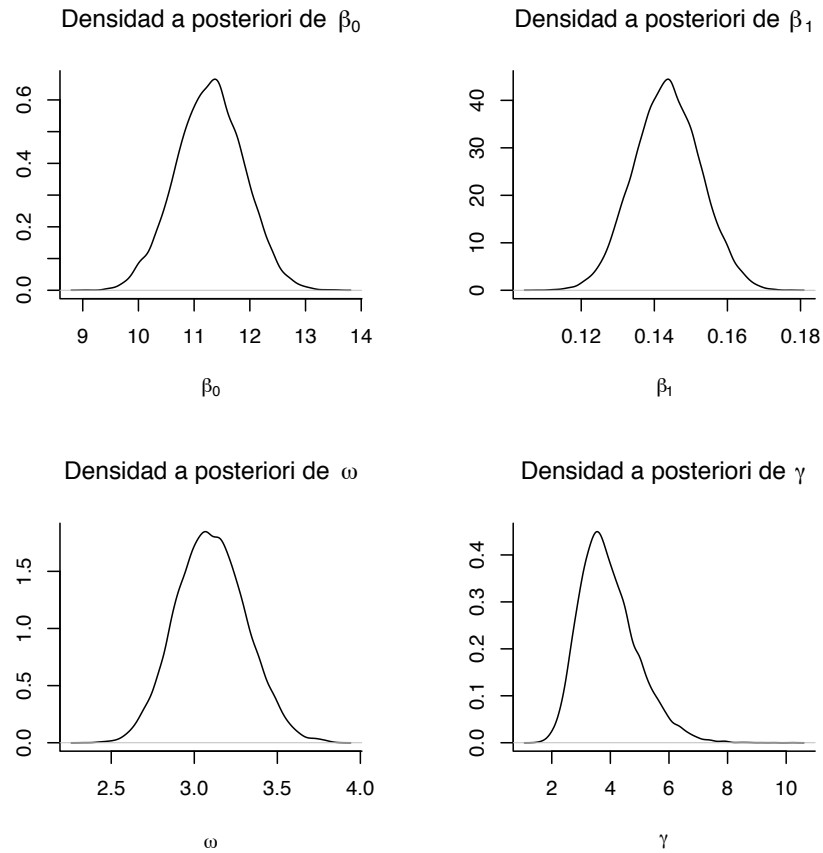 Densidad a posteriori de β0
0.0 0.2 0.4 0.6
9 10 11 12 13 14
β0
Densidad a posteriori de β1
0 10 20 30 40
0.12 0.14 0.16 0.18
β1
Densidad a posteriori de ω
0.0 0.5 1.0 1.5
2.5 3.0 3.5 4.0
ω
Densidad a posteriori de γ
0.0 0.1 0.2 0.3 0.4
2 4 6 8 10
γ